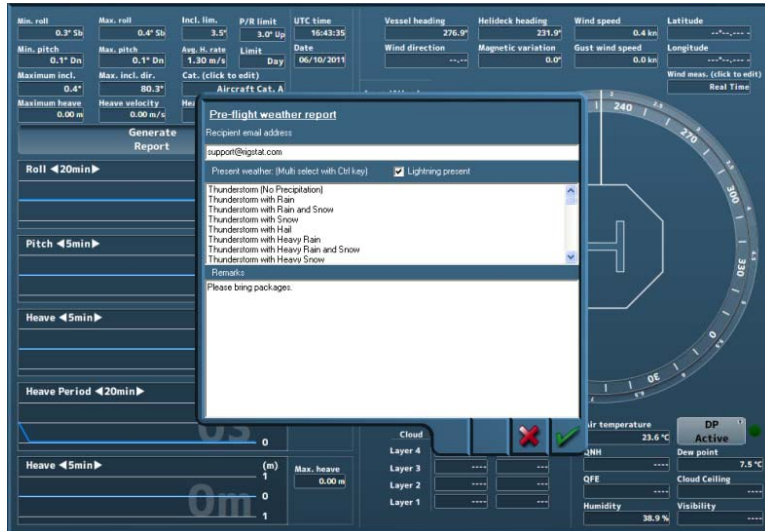 Min. roll Max. roll Incl. lim. P/R limit UTC time Vessel heading Helideck heading Wind speed Latitude
0.3° Sb 0.4° Sb 3.5° 3.0° Up 16:43:35 276.9° 231.9° 0.4 kn --°--,--- -
Min. pitch Max. pitch Avg. H. rate Limit Date Wind direction Magnetic variation Gust wind speed Longitude
0.1° Dn 0.1° Dn 1.30 m/s Day 06/10/2011 ---,-- 0.0° 0.0 kn ---°--,--- -
Maximum incl. Max. incl. dir. Cat. (click to edit) Wind meas. (click to edit)
0.4° 80.3° Aircraft Cat. A Real Time
Maximum heave Heave velocity
0.00 m 0.00 m/s
Generate
Report
Pre-flight weather report
Recipient email address
support@rigstat.com
Present weather: (Multi select with Ctrl key) Lightning present
Thunderstorm (No Precipitation)
Thunderstorm with Rain
Thunderstorm with Rain and Snow
Thunderstorm with Snow
Thunderstorm with Hail
Thunderstorm with Heavy Rain
Thunderstorm with Heavy Rain and Snow
Thunderstorm with Heavy Snow
Remarks
Please bring packages.
Roll ◀20min▶
Pitch ◀5min▶
Heave ◀5min▶
Heave Period ◀20min▶
0s
0
Heave ◀5min▶ (m)
1
0m
0
1
Max. heave
0.00 m
240
270
300
330
0
30
H
Cloud
Layer 4
Layer 3 ---- ----
Layer 2 ---- ----
Layer 1 ---- ----
Air temperature DP
23.6 °C Active
QNH Dew point
---- 7.5 °C
QFE Cloud Ceiling
---- ----
Humidity Visibility
38.9 % ----